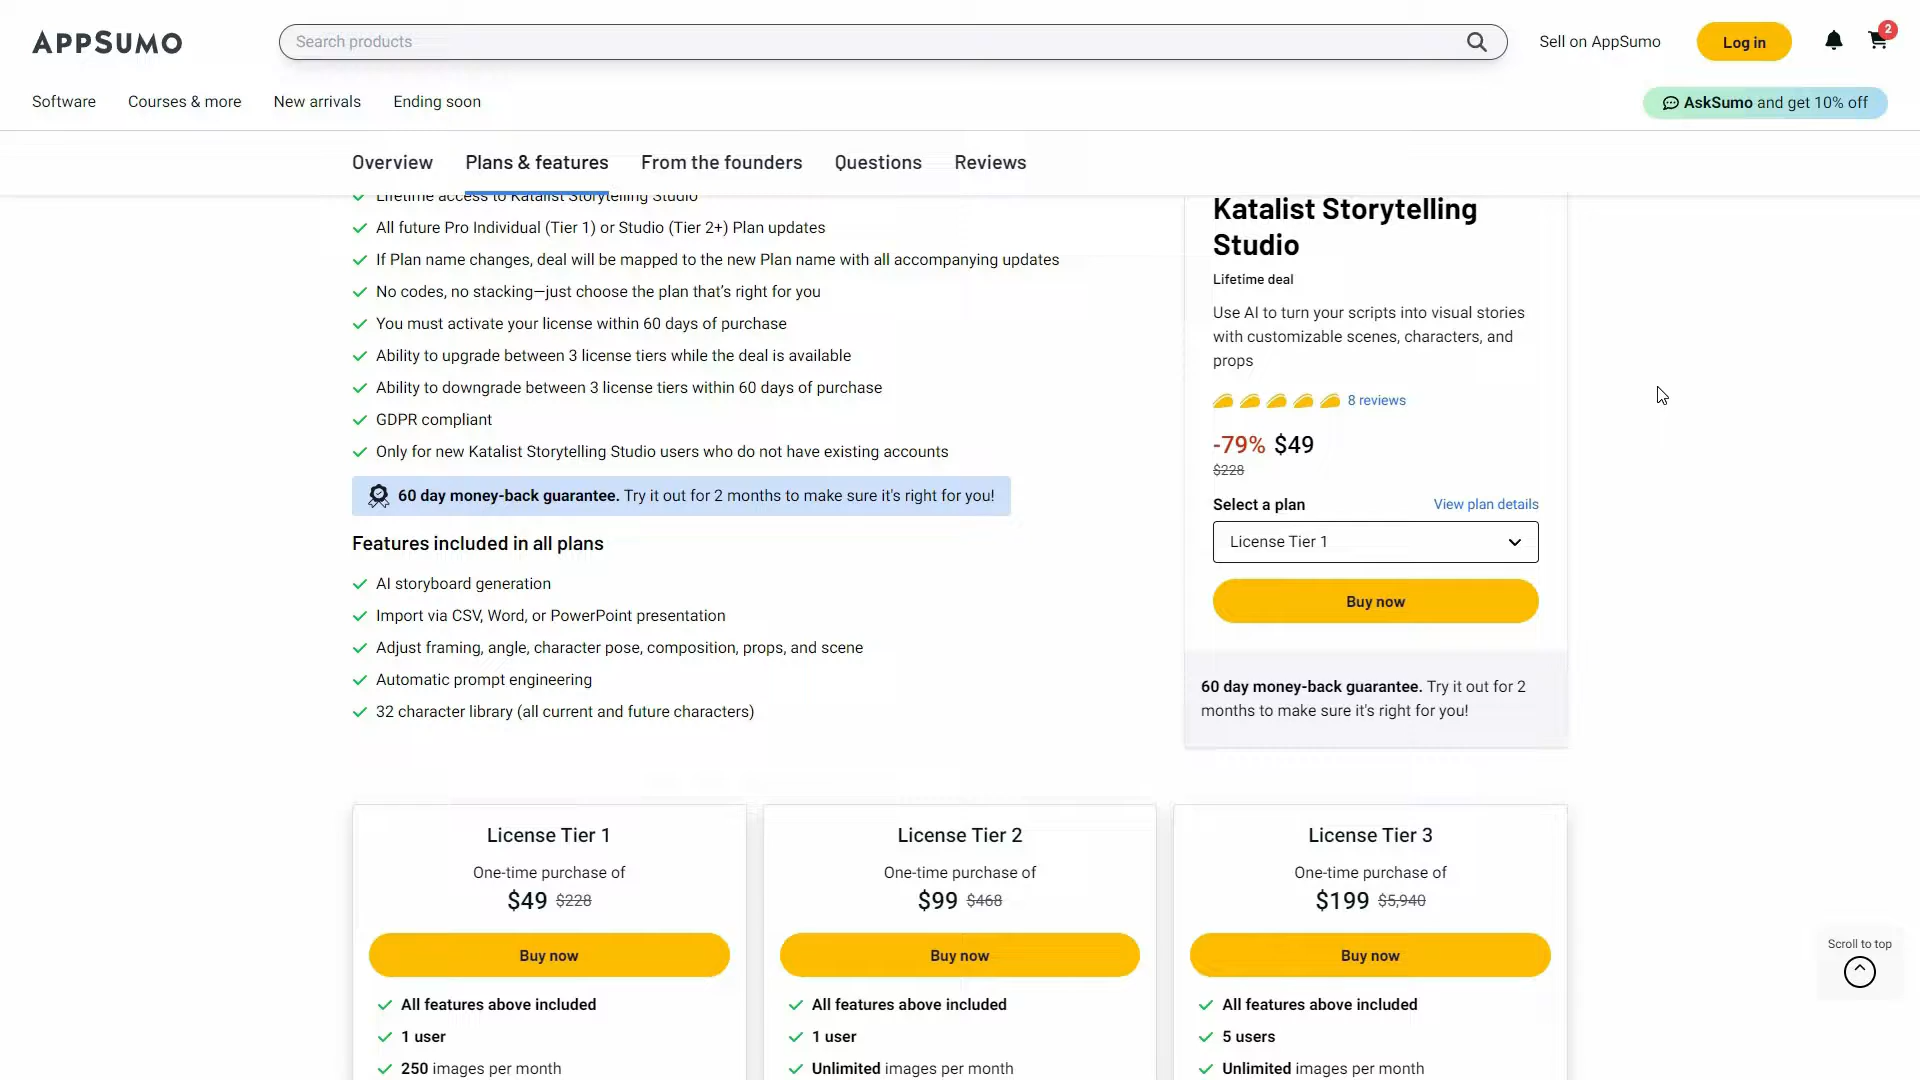 APPSUMO
Search products
Sell on AppSumo
Log in
2
Software
Courses & more
New arrivals
Ending soon
AskSumo and get 10% off
Overview
Plans & features
From the founders
Questions
Reviews
Lifetime access to Katalist Storytelling Studio
All future Pro Individual (Tier 1) or Studio (Tier 2+) Plan updates
If Plan name changes, deal will be mapped to the new Plan name with all accompanying updates
No codes, no stacking—just choose the plan that's right for you
You must activate your license within 60 days of purchase
Ability to upgrade between 3 license tiers while the deal is available
Ability to downgrade between 3 license tiers within 60 days of purchase
GDPR compliant
Only for new Katalist Storytelling Studio users who do not have existing accounts
60 day money-back guarantee. Try it out for 2 months to make sure it's right for you!
Features included in all plans
AI storyboard generation
Import via CSV, Word, or PowerPoint presentation
Adjust framing, angle, character pose, composition, props, and scene
Automatic prompt engineering
32 character library (all current and future characters)
Katalist Storytelling
Studio
Lifetime deal
Use AI to turn your scripts into visual stories
with customizable scenes, characters, and
props
8 reviews
-79% $49
$228
Select a plan
View plan details
License Tier 1
Buy now
60 day money-back guarantee. Try it out for 2
months to make sure it's right for you!
License Tier 1
One-time purchase of
$49 $228
Buy now
All features above included
1 user
250 images per month
License Tier 2
One-time purchase of
$99 $468
Buy now
All features above included
1 user
Unlimited images per month
License Tier 3
One-time purchase of
$199 $5,940
Buy now
All features above included
5 users
Unlimited images per month
Scroll to top